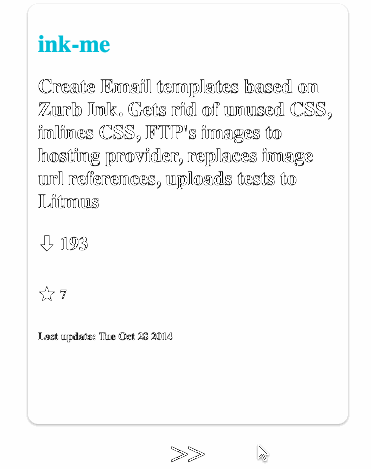 ink-me
Create Email templates based on
Zurb Ink. Gets rid of unused CSS,
inlines CSS, FTP's images to
hosting provider, replaces image
url references, uploads tests to
Litmus
193
7
Last update: Tue Oct 28 2014
>>